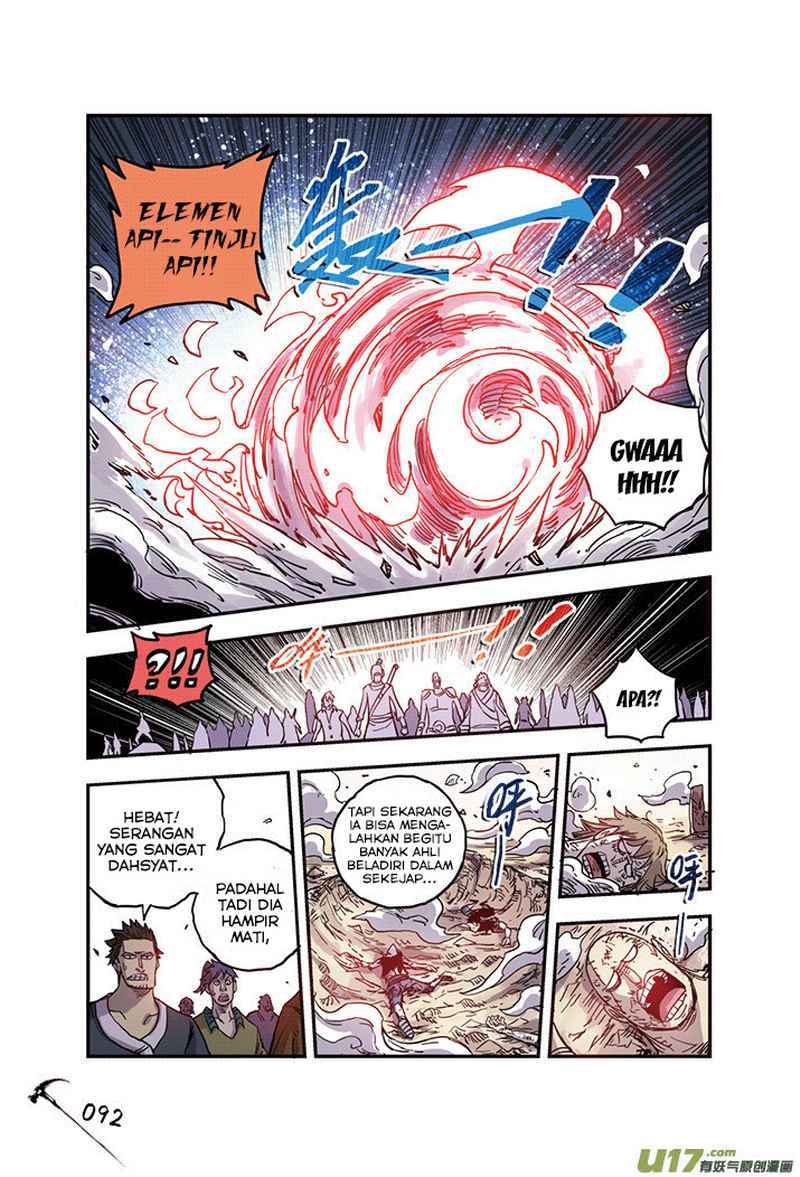 ELEMEN
API-- TINJU
API!!
轰—!!
GWAAA
HHH!!
?!!!
哗—!!
APA?!
HEBAT!
SERANGAN
YANG SANGAT
DAHSYAT...
PADAHAL
TADI DIA
HAMPIR
MATI,
TAPI SEKARANG
IA BISA MENGA-
LAHKAN BEGITU
BANYAK AHLI
BELADIRI DALAM
SEKEJAP...
呼
呼
092
U17.com
有妖气原创漫画